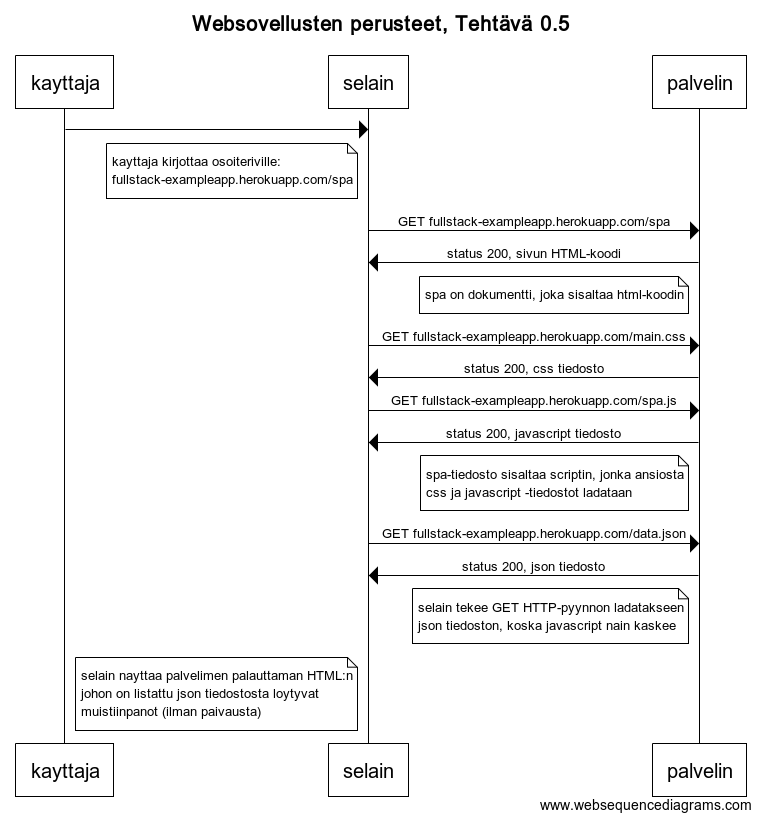 Websovellusten perusteet, Tehtävä 0.5
kayttaja
selain
palvelin
kayttaja kirjottaa osoiteriville:
fullstack-exampleapp.herokuapp.com/spa
GET fullstack-exampleapp.herokuapp.com/spa
status 200, sivun HTML-koodi
spa on dokumentti, joka sisaltaa html-koodin
GET fullstack-exampleapp.herokuapp.com/main.css
status 200, css tiedosto
GET fullstack-exampleapp.herokuapp.com/spa.js
status 200, javascript tiedosto
spa-tiedosto sisaltaa scriptin, jonka ansiosta
css ja javascript -tiedostot ladataan
GET fullstack-exampleapp.herokuapp.com/data.json
status 200, json tiedosto
selain tekee GET HTTP-pyynnon ladatakseen
json tiedoston, koska javascript nain kaskee
selain nayttaa palvelimen palauttaman HTML:n
johon on listattu json tiedostosta loytyvat
muistiinpanot (ilman paivausta)
kayttaja
selain
palvelin
www.websequencediagrams.com